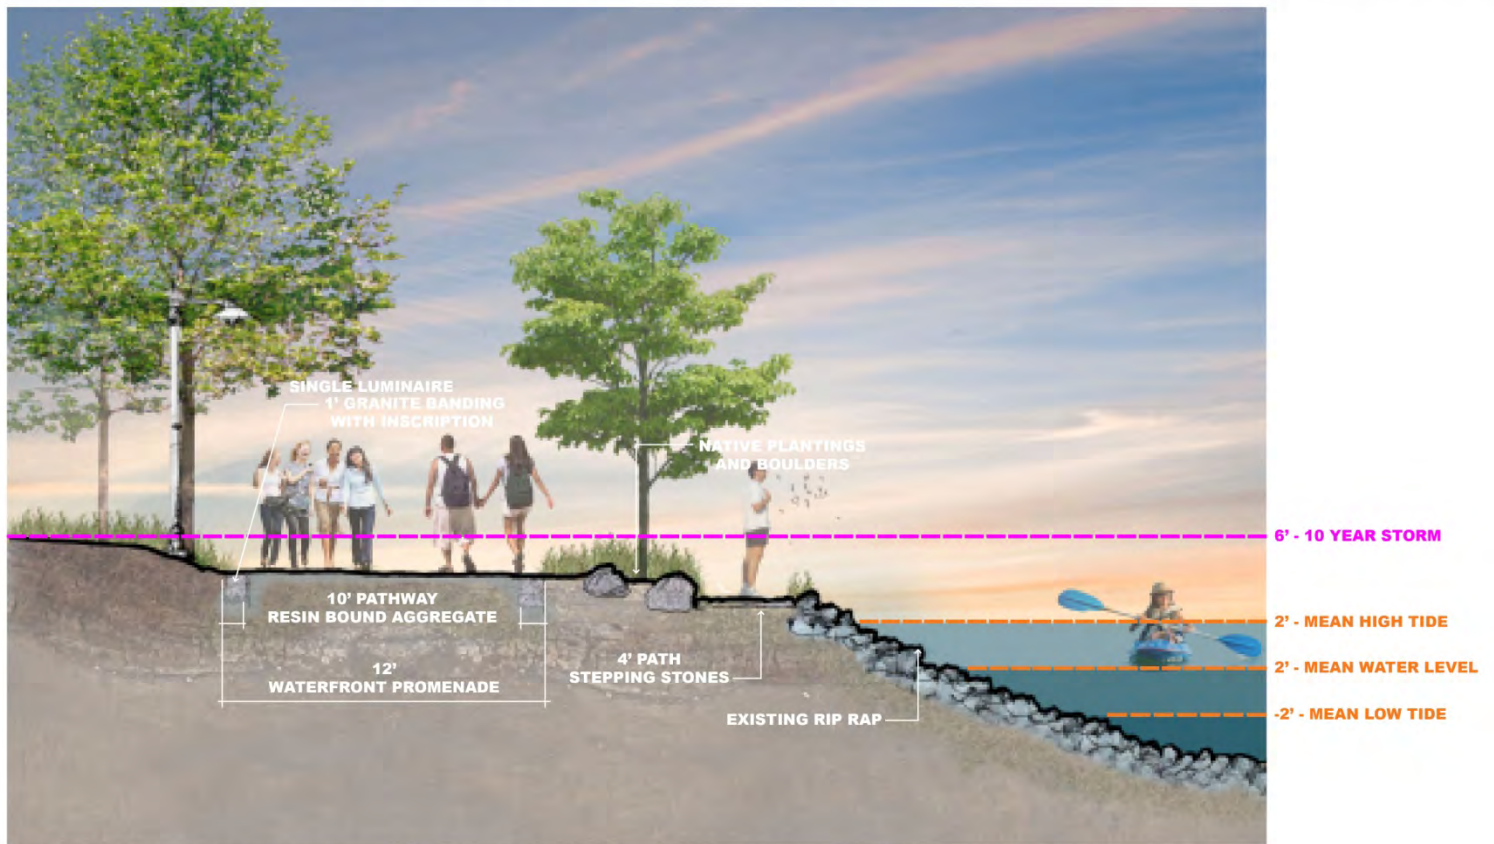 SINGLE LUMINAIRE
1' GRANITE BANDING
WITH INSCRIPTION
NATIVE PLANTINGS
AND BOULDERS
6' - 10 YEAR STORM
10' PATHWAY
RESIN BOUND AGGREGATE
2' - MEAN HIGH TIDE
4' PATH
STEPPING STONES
2' - MEAN WATER LEVEL
12'
WATERFRONT PROMENADE
EXISTING RIP RAP
-2' - MEAN LOW TIDE